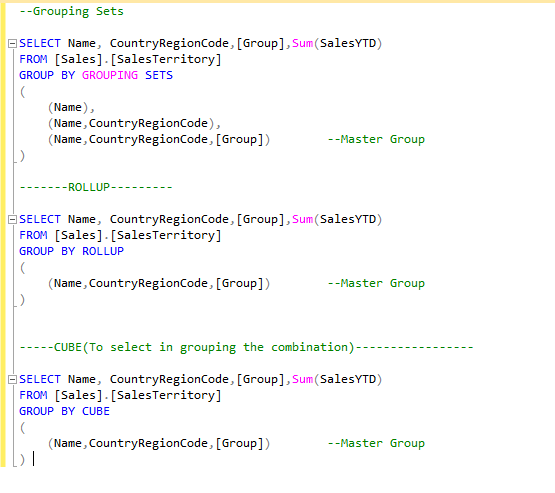 --Grouping Sets
SELECT Name, CountryRegionCode,[Group],Sum(SalesYTD)
FROM [Sales].[SalesTerritory]
GROUP BY GROUPING SETS
(
(Name),
(Name,CountryRegionCode),
(Name,CountryRegionCode,[Group]) --Master Group
)
-------ROLLUP---------
SELECT Name, CountryRegionCode,[Group],Sum(SalesYTD)
FROM [Sales].[SalesTerritory]
GROUP BY ROLLUP
(
(Name,CountryRegionCode,[Group]) --Master Group
)
-----CUBE(To select in grouping the combination)----------------
SELECT Name, CountryRegionCode,[Group],Sum(SalesYTD)
FROM [Sales].[SalesTerritory]
GROUP BY CUBE
(
(Name,CountryRegionCode,[Group]) --Master Group
)